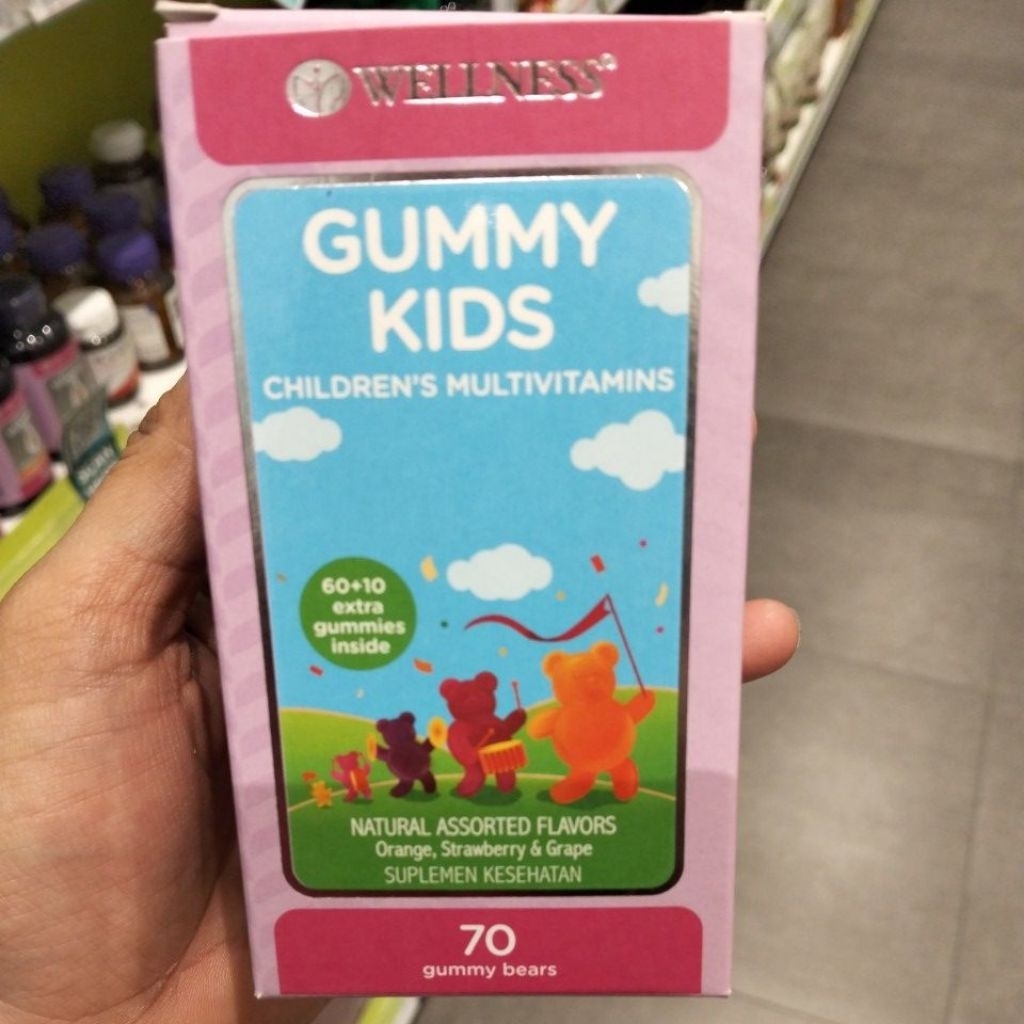 WELLNESS®
GUMMY
KIDS
CHILDREN'S MULTIVITAMINS
60+10
extra
gummies
inside
NATURAL ASSORTED FLAVORS
Orange, Strawberry & Grape
SUPLEMEN KESEHATAN
70
gummy bears